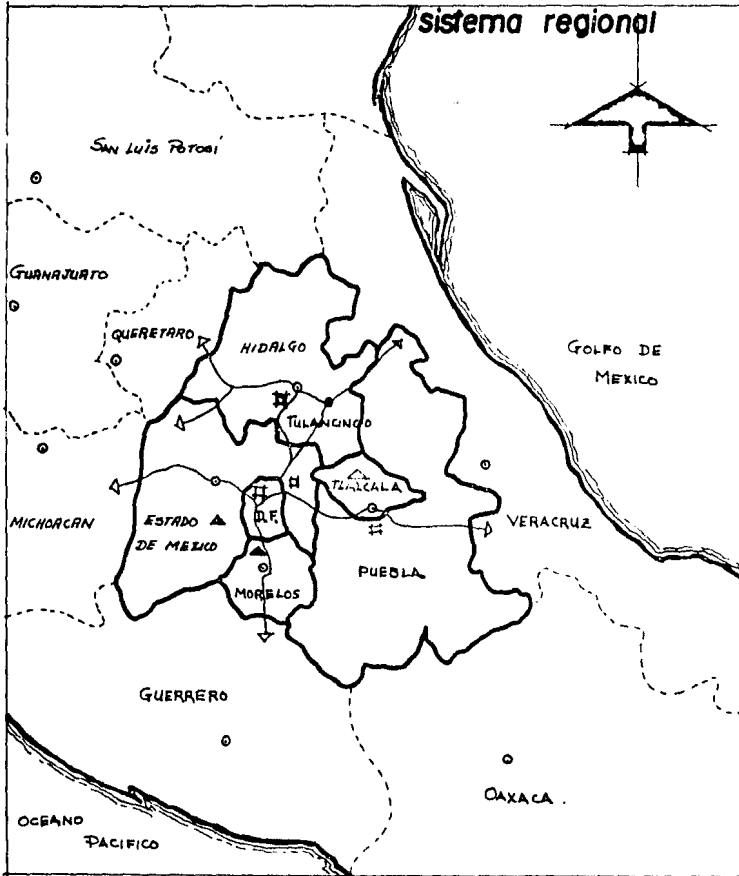 sistema regional
SAN LUIS POTOSÍ
GUANAJUATO
QUERETARO
HIDALGO
GOLFO DE
MEXICO
TULANCINGO
TLAXCALA
MICHOACAN
ESTADO
DE MEXICO
D.F.
VERACRUZ
PUEBLA
MORELOS
GUERRERO
OAXACA.
OCEANO
PACIFICO